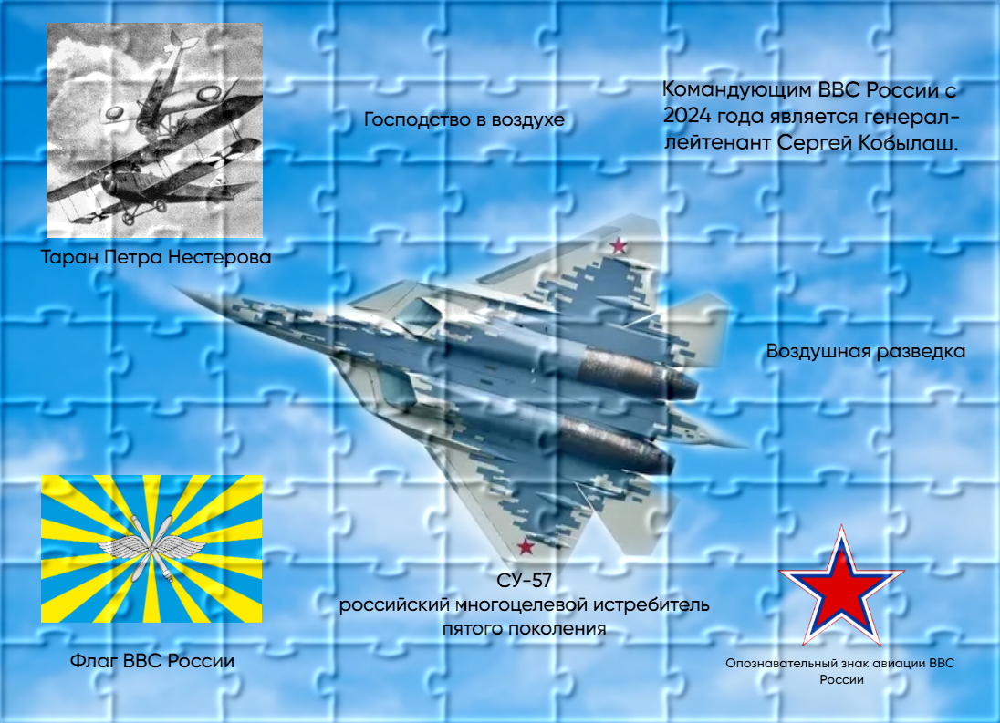 Господство в воздухе
Командующим ВВС России с
2024 года является генерал-
лейтенант Сергей Кобылаш.
Таран Петра Нестерова
Воздушная разведка
СУ-57
российский многоцелевой истребитель
пятого поколения
Флаг ВВС России
Опознавательный знак авиации ВВС
России